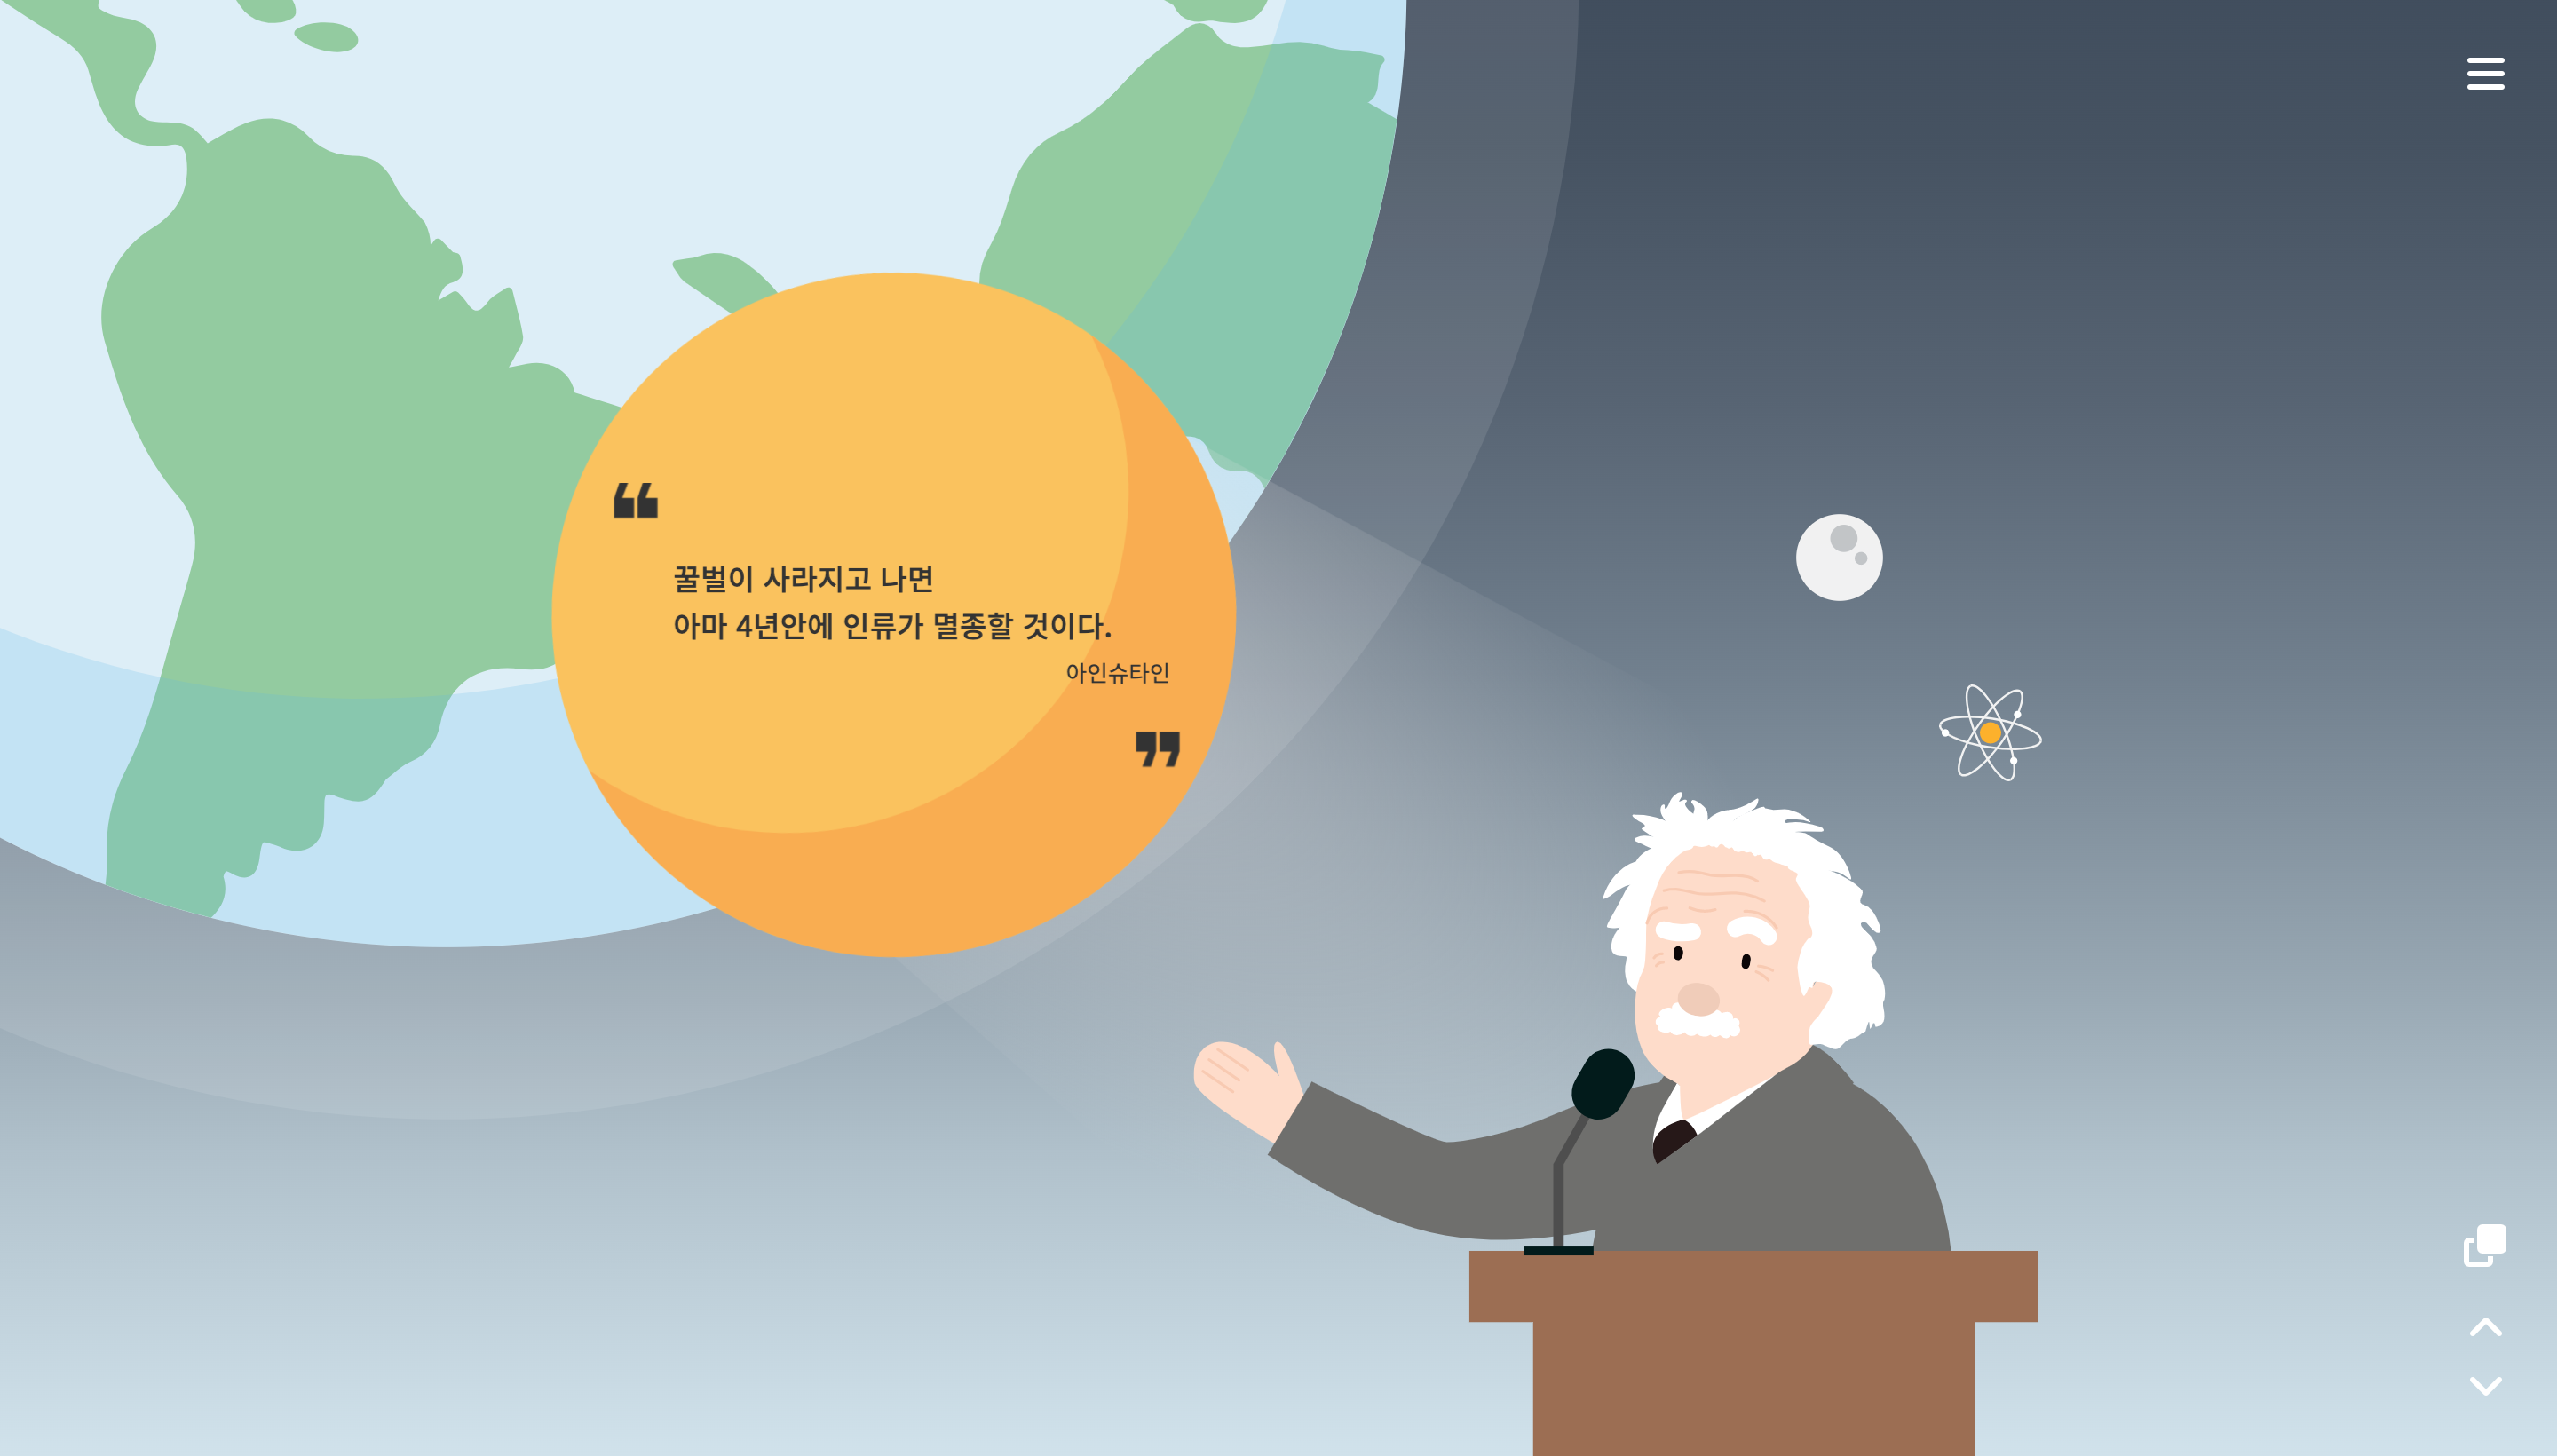 ❝
꿀벌이 사라지고 나면
아마 4년안에 인류가 멸종할 것이다.
아인슈타인
❞